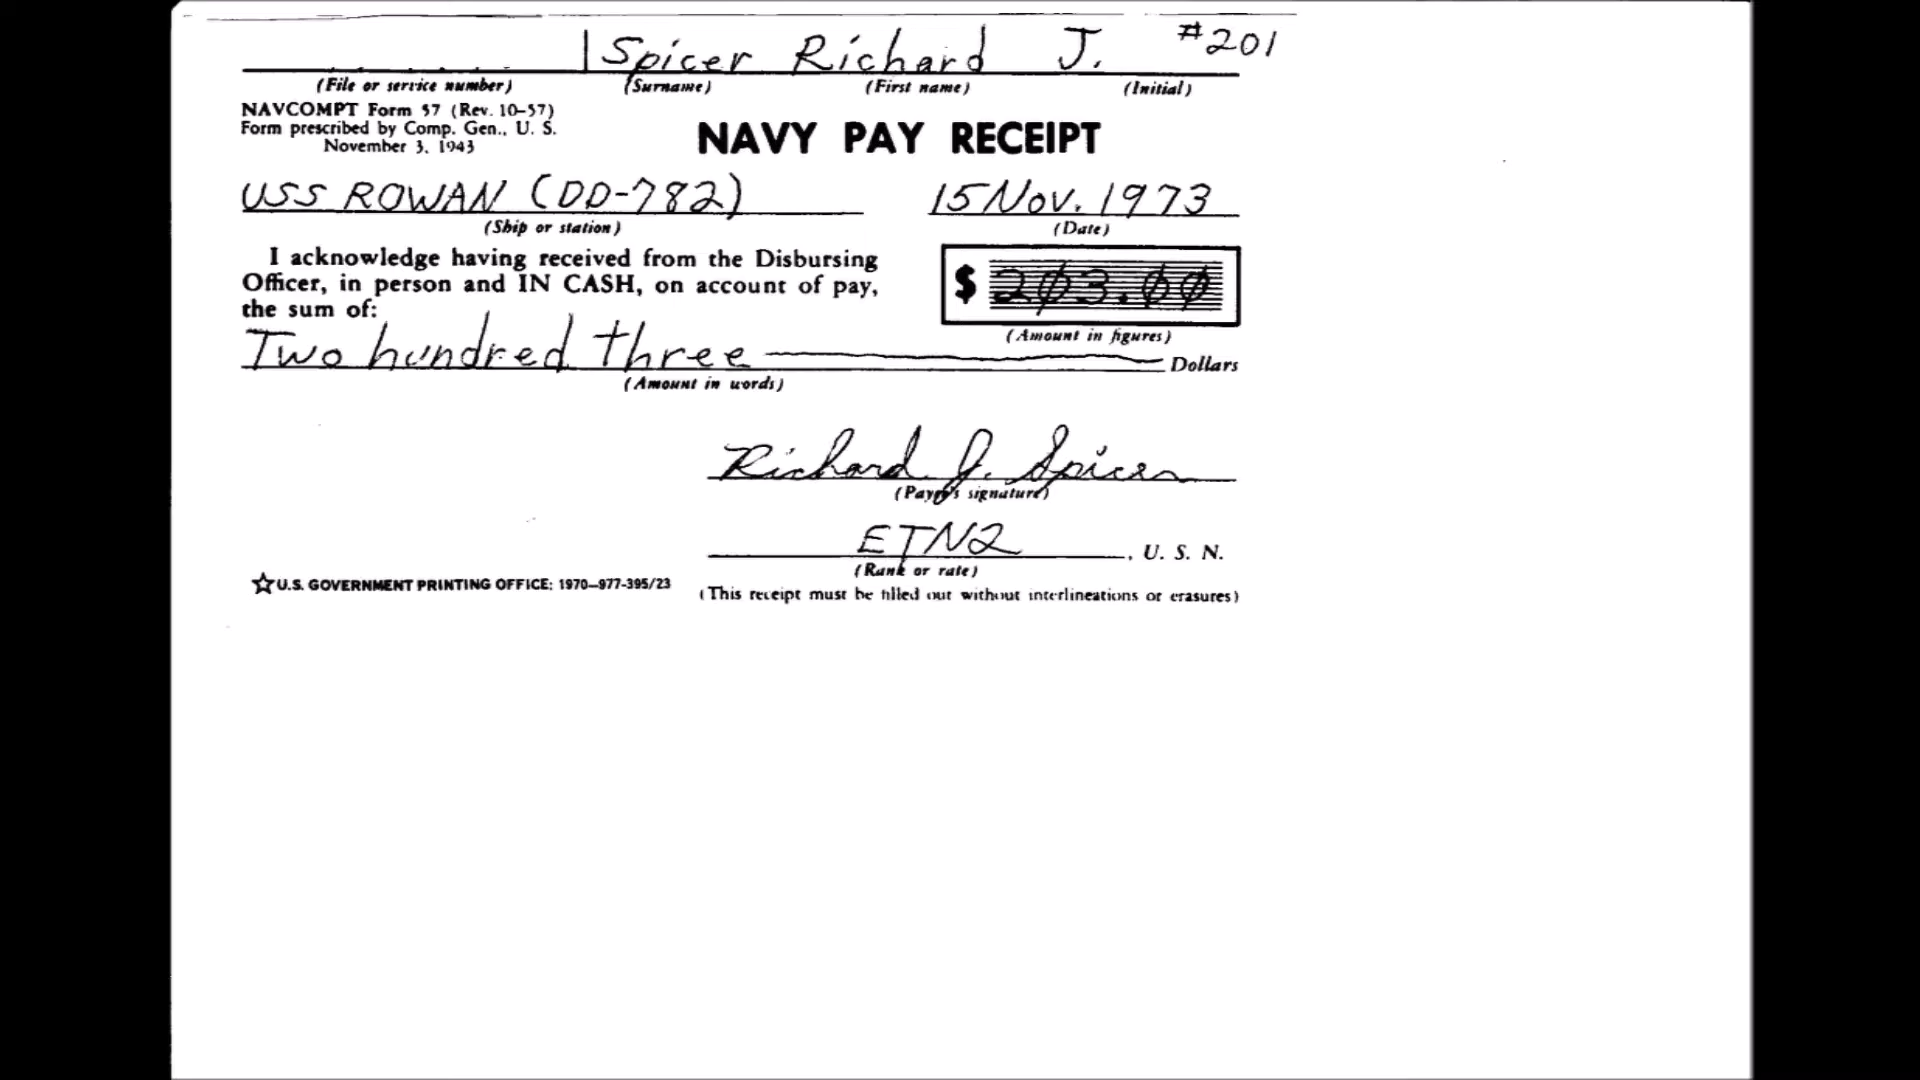 Spicer Richard J. #201
(File or service number) (Surname) (First name) (Initial)
NAVCOMPT Form 57 (Rev. 10-57)
Form prescribed by Comp. Gen., U. S.
November 3, 1943
NAVY PAY RECEIPT
USS ROWAN (DD-782) 15 Nov. 1973
(Ship or station) (Date)
I acknowledge having received from the Disbursing
Officer, in person and IN CASH, on account of pay,
the sum of:
$ 203.00
(Amount in figures)
Two hundred three Dollars
(Amount in words)
Richard J. Spicer
(Payee's signature)
ETN2 , U. S. N.
(Rank or rate)
☆U.S. GOVERNMENT PRINTING OFFICE: 1970-977-395/23
(This receipt must be filled out without interlineations or erasures)